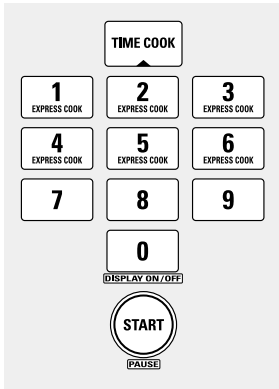 TIME COOK
1 2 3
EXPRESS COOK EXPRESS COOK EXPRESS COOK
4 5 6
EXPRESS COOK EXPRESS COOK EXPRESS COOK
7 8 9
0
DISPLAY ON/OFF
START
PAUSE